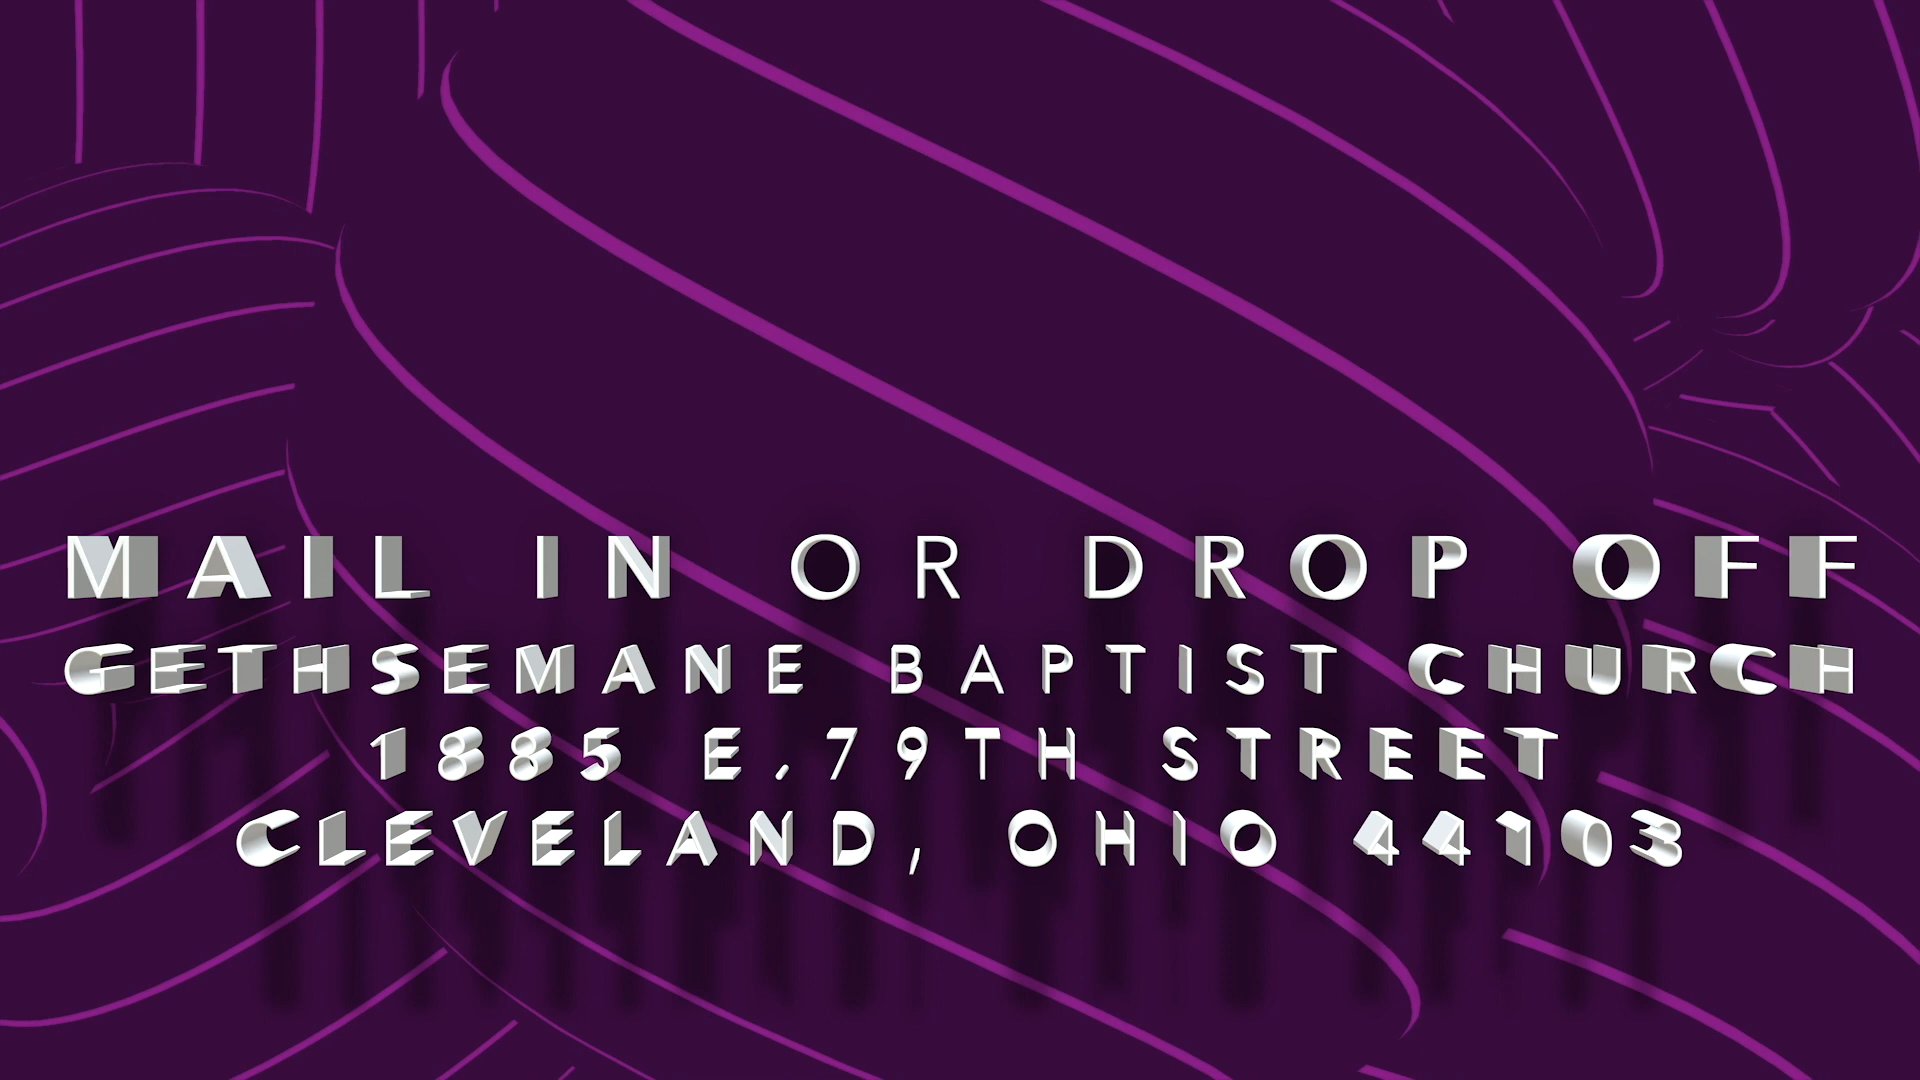 MAIL IN OR DROP OFF
GETHSEMANE BAPTIST CHURCH
1885 E.79TH STREET
CLEVELAND, OHIO 44103